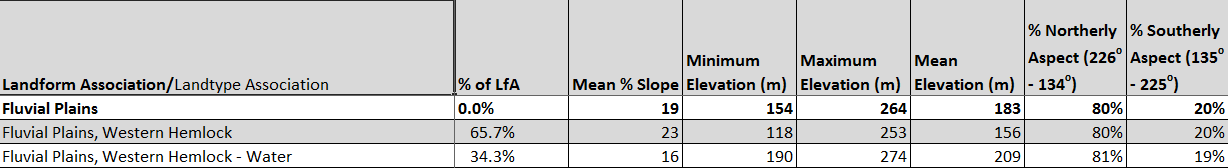 Landform Association/Landtype Association % of LfA Mean % Slope Minimum Elevation (m) Maximum Elevation (m) Mean Elevation (m) % Northerly Aspect (226° - 134°) % Southerly Aspect (135° - 225°)
Fluvial Plains 0.0% 19 154 264 183 80% 20%
Fluvial Plains, Western Hemlock 65.7% 23 118 253 156 80% 20%
Fluvial Plains, Western Hemlock - Water 34.3% 16 190 274 209 81% 19%